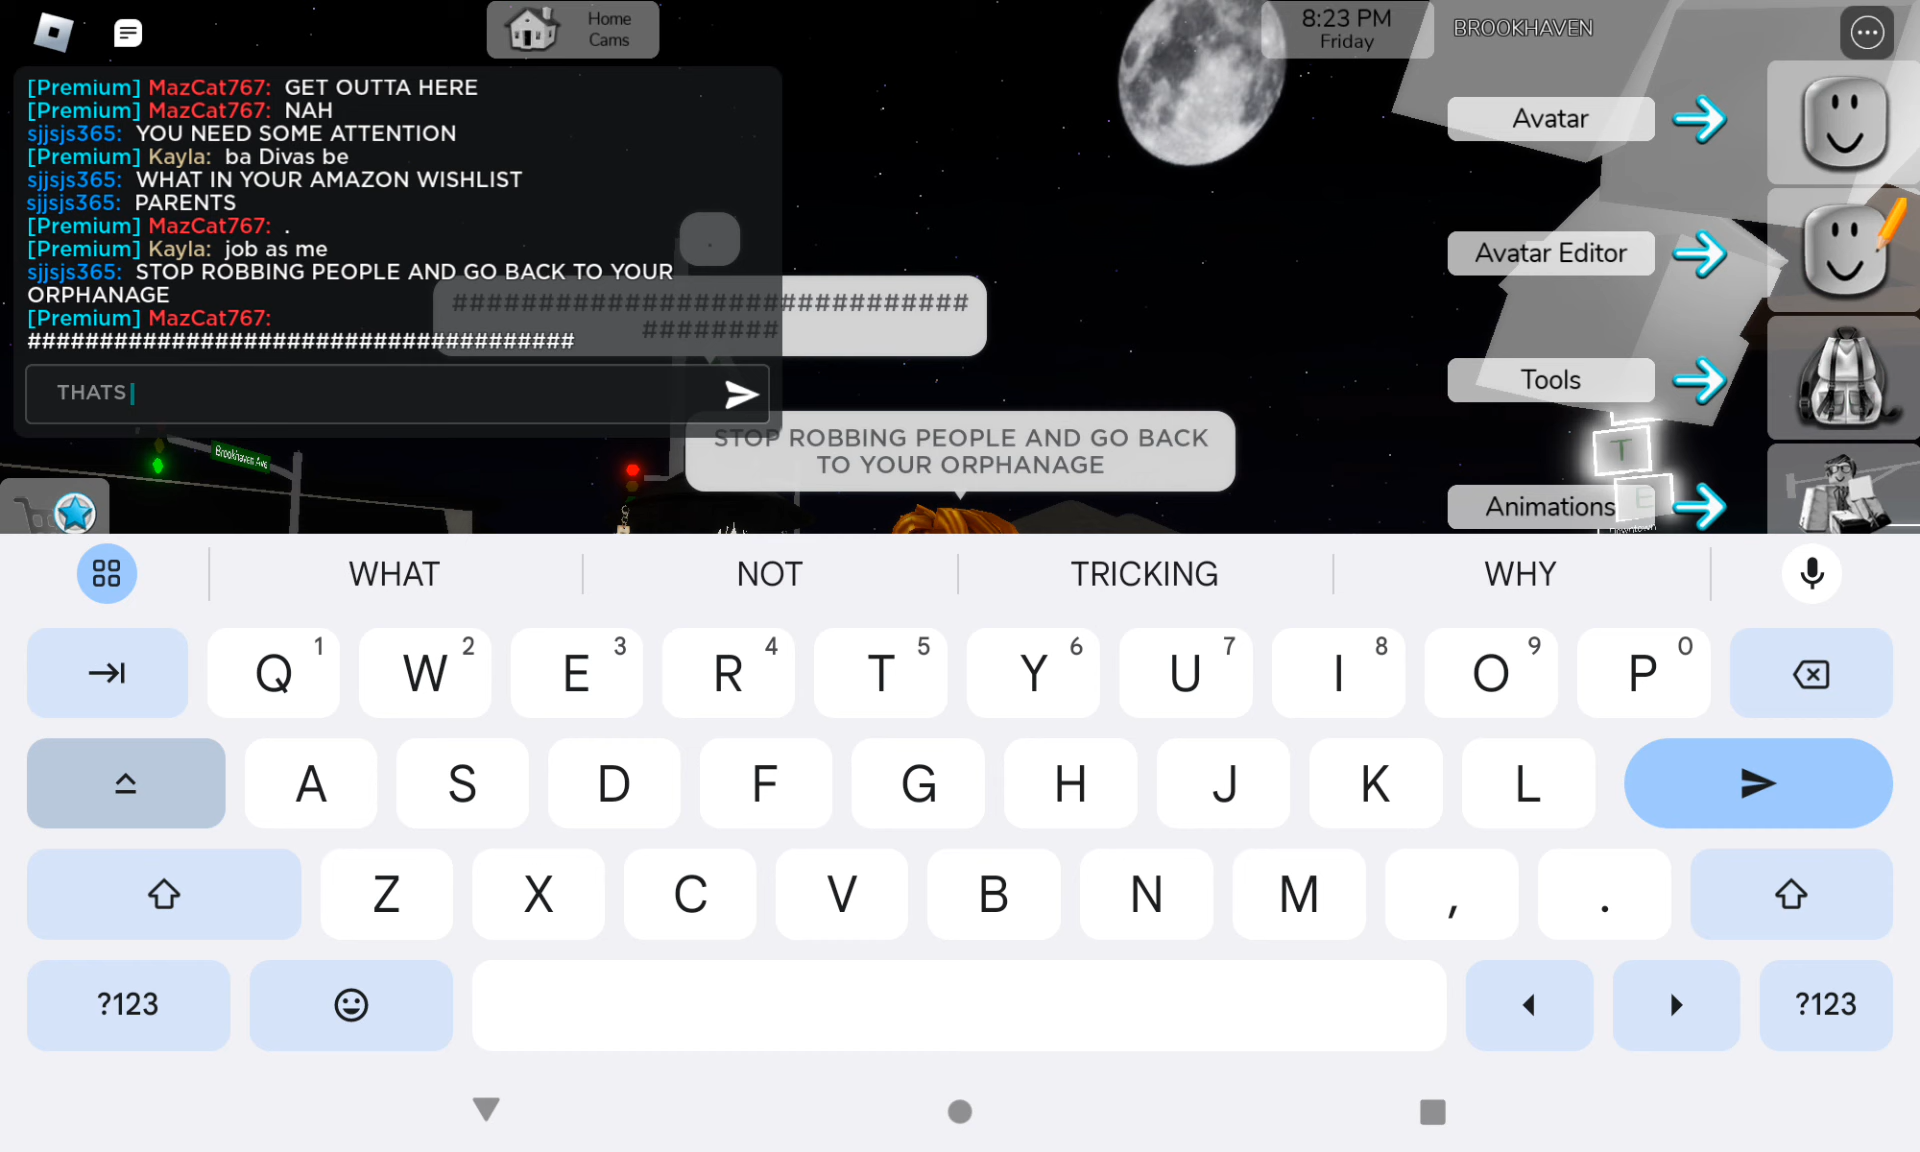 Home
Cams
8:23 PM
Friday
BROOKHAVEN
[Premium] MazCat767: GET OUTTA HERE
[Premium] MazCat767: NAH
sjjsjs365: YOU NEED SOME ATTENTION
[Premium] Kayla: ba Divas be
sjjsjs365: WHAT IN YOUR AMAZON WISHLIST
sjjsjs365: PARENTS
[Premium] MazCat767: .
[Premium] Kayla: job as me
sjjsjs365: STOP ROBBING PEOPLE AND GO BACK TO YOUR
ORPHANAGE
[Premium] MazCat767:
######################################
THATS
.
##############################
########
STOP ROBBING PEOPLE AND GO BACK
TO YOUR ORPHANAGE
Brookhaven Ave
Avatar
Avatar Editor
Tools
Animations
T
E
Downtown
WHAT NOT TRICKING WHY
Q 1 W 2 E 3 R 4 T 5 Y 6 U 7 I 8 O 9 P 0
A S D F G H J K L
Z X C V B N M , .
?123 ?123